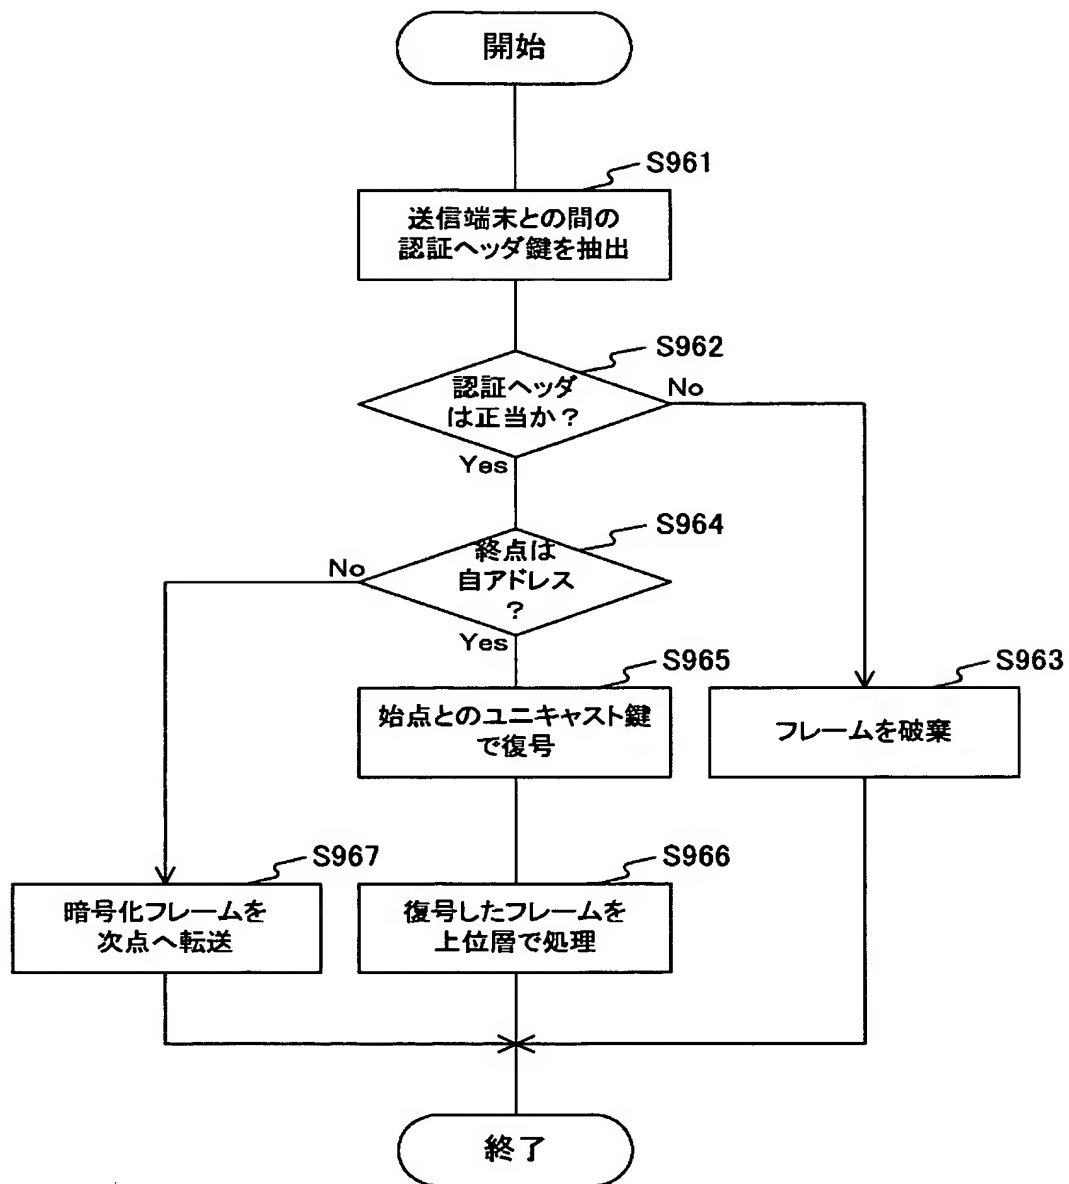 開始
S961
送信端末との間の
認証ヘッダ鍵を抽出
S962
認証ヘッダ
は正当か?
No
Yes
S964
終点は
自アドレス
?
No
Yes
S965
始点とのユニキャスト鍵
で復号
S963
フレームを破棄
S967
暗号化フレームを
次点へ転送
S966
復号したフレームを
上位層で処理
終了